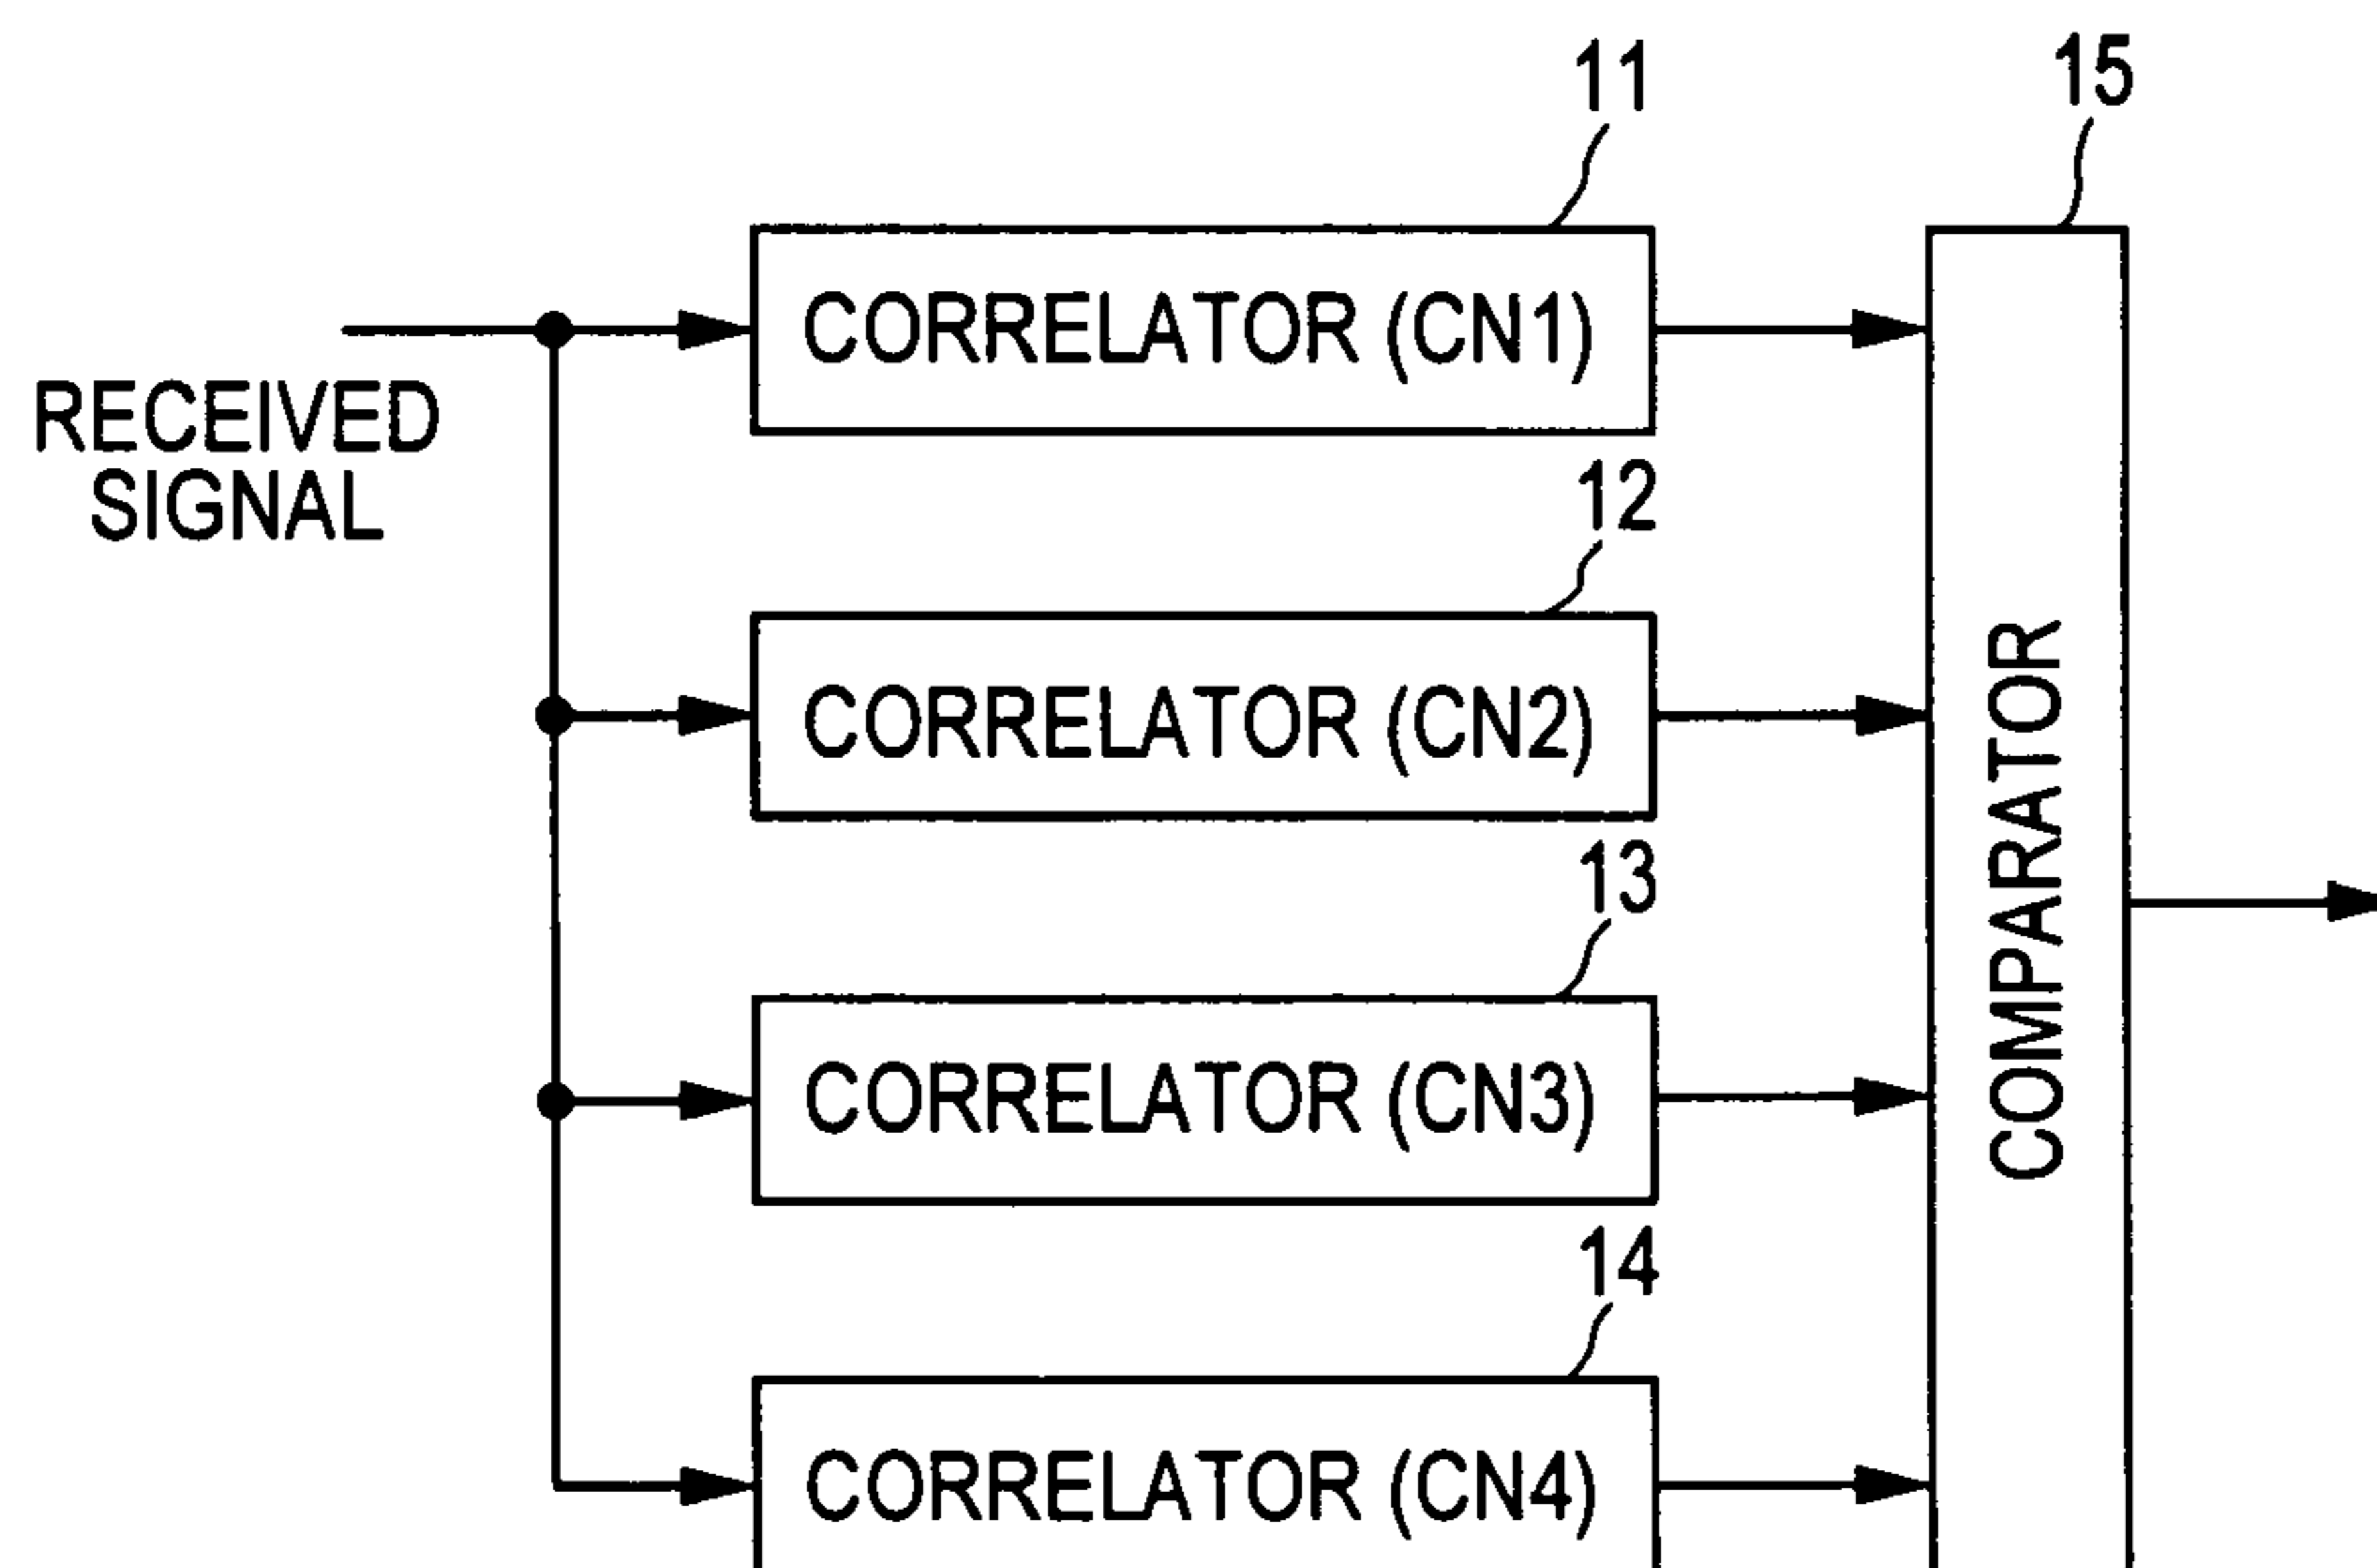 11
15
CORRELATOR (CN1)
RECEIVED
SIGNAL
12
CORRELATOR (CN2)
COMPARATOR
13
CORRELATOR (CN3)
14
CORRELATOR (CN4)